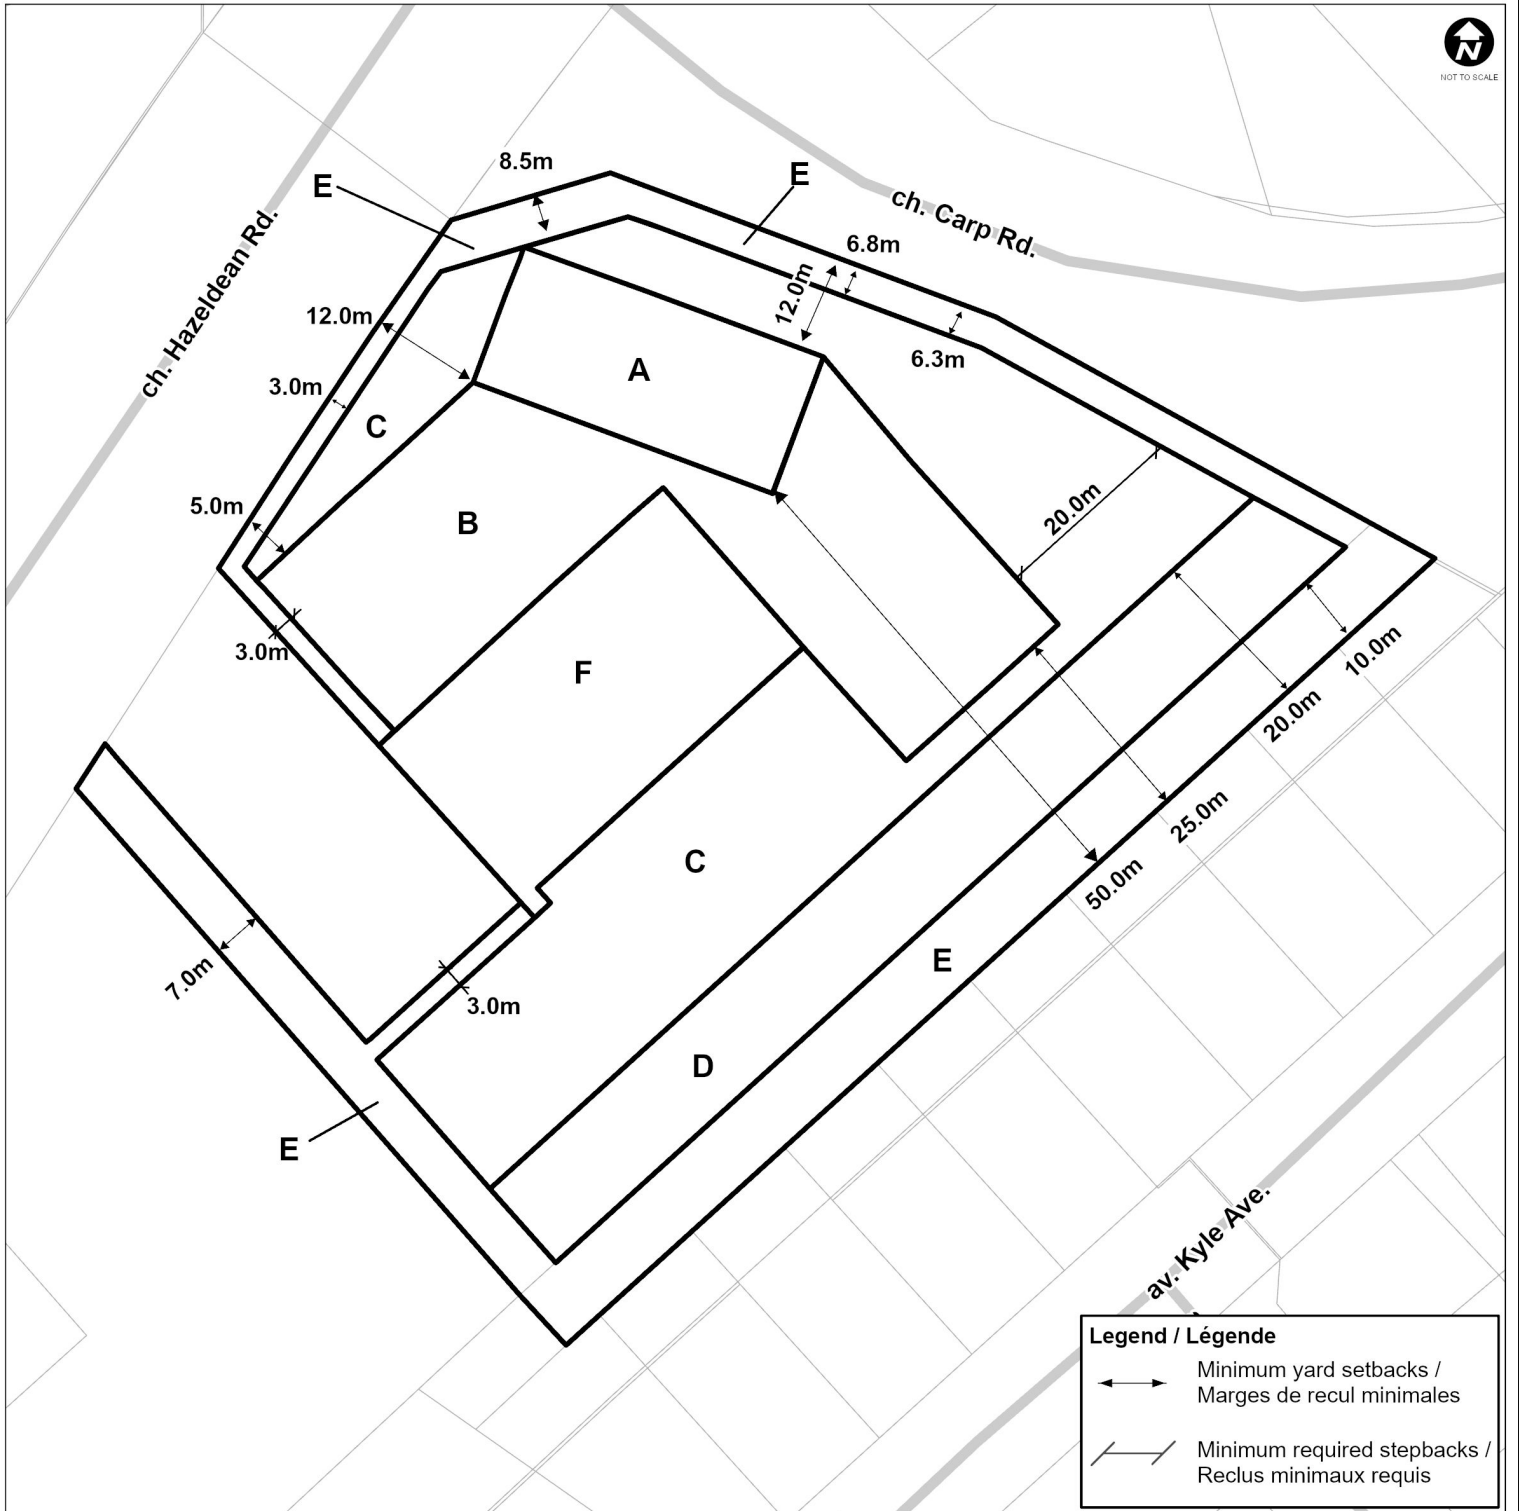 N
NOT TO SCALE
8.5m
E
E
ch. Carp Rd.
ch. Hazeldean Rd.
6.8m
12.0m
12.0m
6.3m
A
3.0m
C
20.0m
5.0m
B
3.0m
F
10.0m
20.0m
25.0m
C
50.0m
E
7.0m
3.0m
D
E
av. Kyle Ave.
Legend / Légende
Minimum yard setbacks /
Marges de recul minimales
Minimum required stepbacks /
Reclus minimaux requis